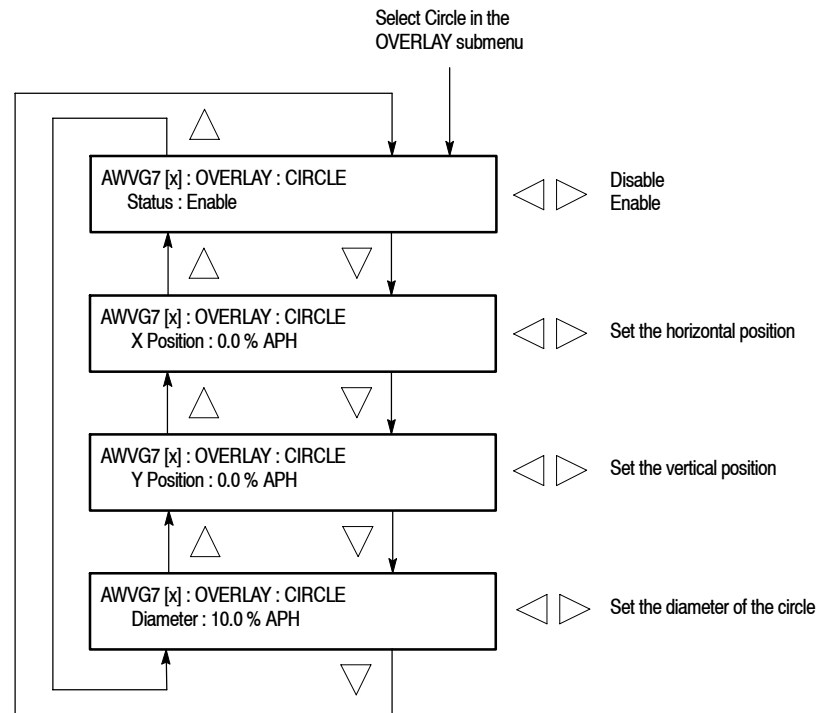 Select Circle in the
OVERLAY submenu
AWVG7 [x] : OVERLAY : CIRCLE
Status : Enable
Disable
Enable
AWVG7 [x] : OVERLAY : CIRCLE
X Position : 0.0 % APH
Set the horizontal position
AWVG7 [x] : OVERLAY : CIRCLE
Y Position : 0.0 % APH
Set the vertical position
AWVG7 [x] : OVERLAY : CIRCLE
Diameter : 10.0 % APH
Set the diameter of the circle